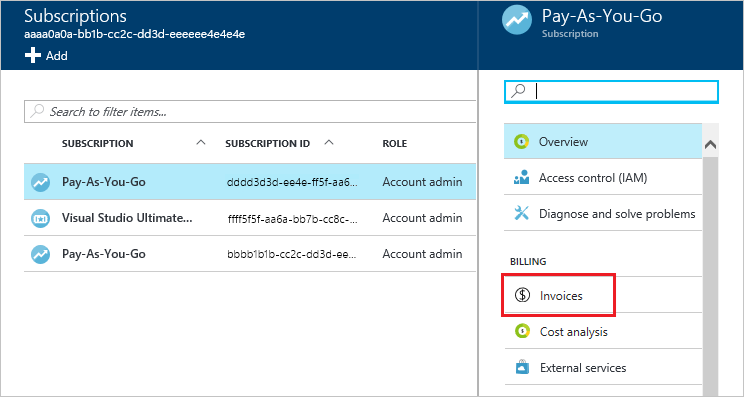 Subscriptions
aaaa0a0a-bb1b-cc2c-dd3d-eeeeee4e4e4e
Add
Search to filter items...
SUBSCRIPTION SUBSCRIPTION ID ROLE
Pay-As-You-Go dddd3d3d-ee4e-ff5f-aa6... Account admin
Visual Studio Ultimate... ffff5f5f-aa6a-bb7b-cc8c-... Account admin
Pay-As-You-Go bbbb1b1b-cc2c-dd3d-ee... Account admin
Pay-As-You-Go
Subscription
Overview
Access control (IAM)
Diagnose and solve problems
BILLING
Invoices
Cost analysis
External services